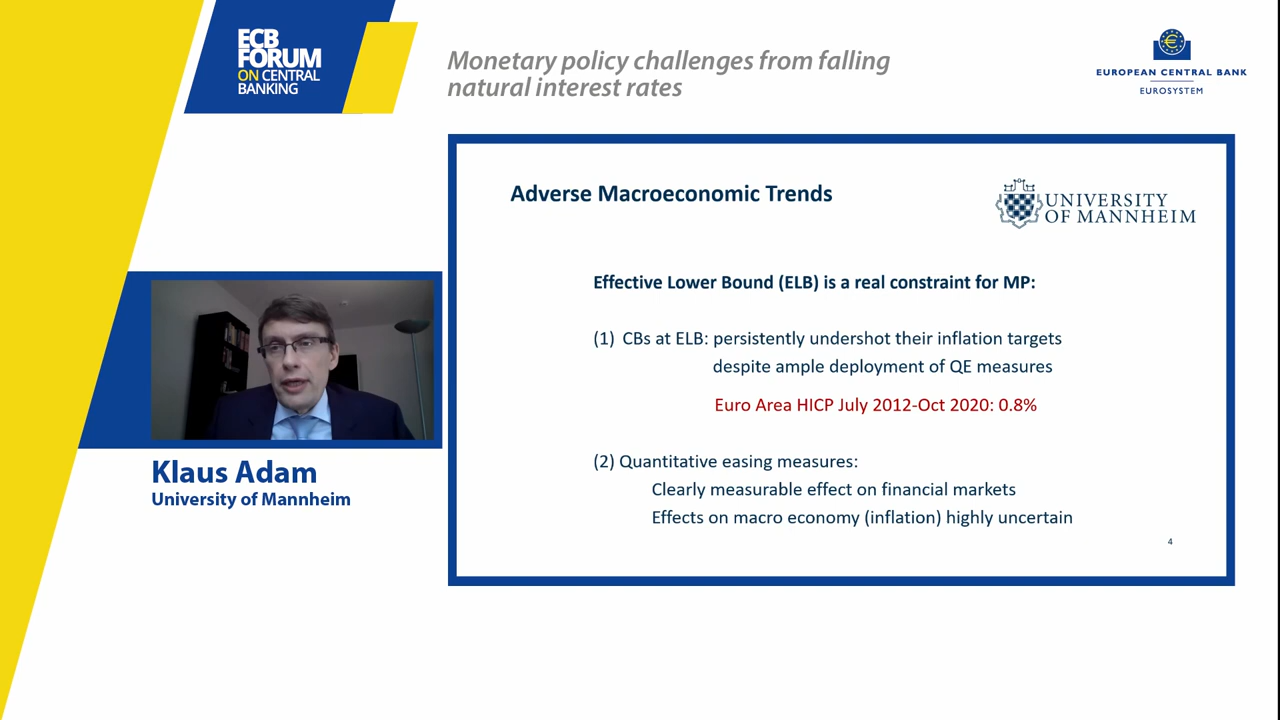 ECB
FORUM
ON CENTRAL
BANKING
Monetary policy challenges from falling
natural interest rates
EUROPEAN CENTRAL BANK
EUROSYSTEM
Adverse Macroeconomic Trends
UNIVERSITY
OF MANNHEIM
Effective Lower Bound (ELB) is a real constraint for MP:
(1) CBs at ELB: persistently undershot their inflation targets
despite ample deployment of QE measures
Euro Area HICP July 2012-Oct 2020: 0.8%
(2) Quantitative easing measures:
Clearly measurable effect on financial markets
Effects on macro economy (inflation) highly uncertain
4
Klaus Adam
University of Mannheim